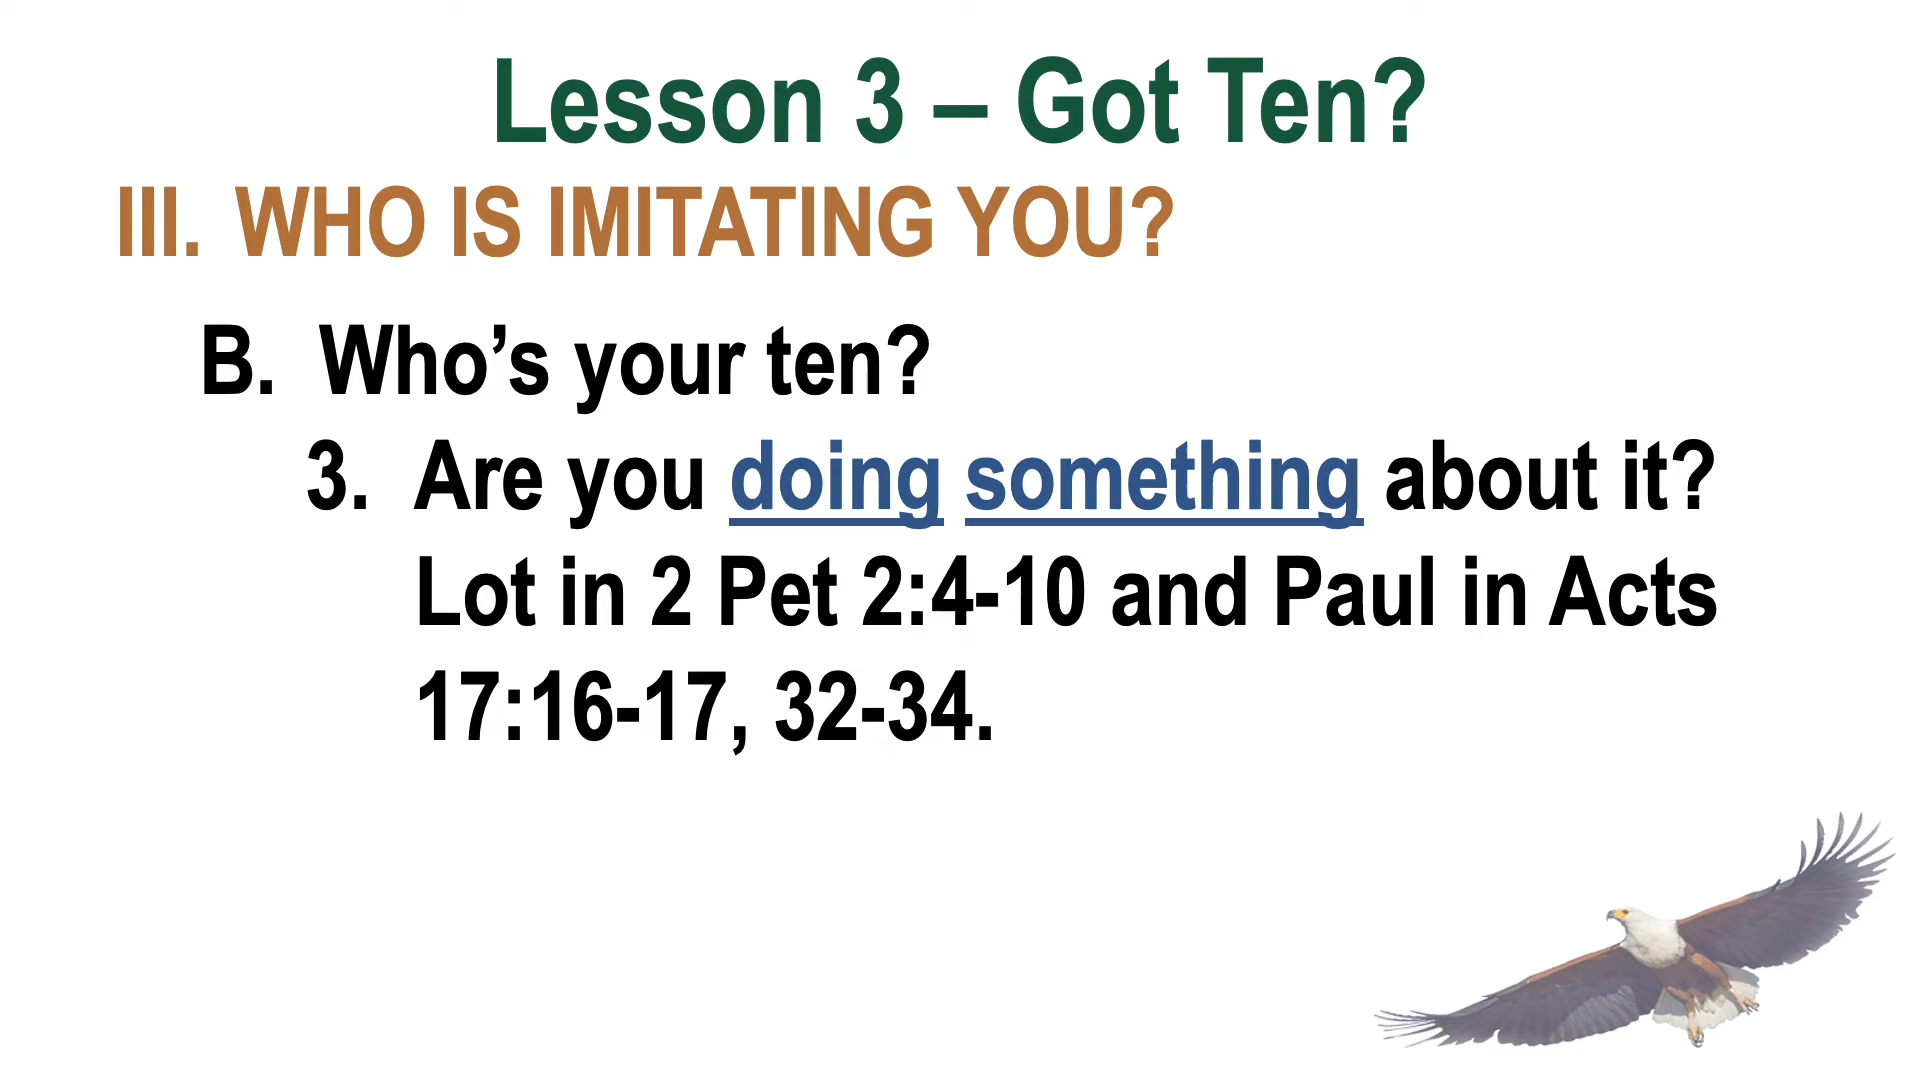 Lesson 3 – Got Ten?
III. WHO IS IMITATING YOU?
B. Who’s your ten?
3. Are you doing something about it?
Lot in 2 Pet 2:4-10 and Paul in Acts
17:16-17, 32-34.